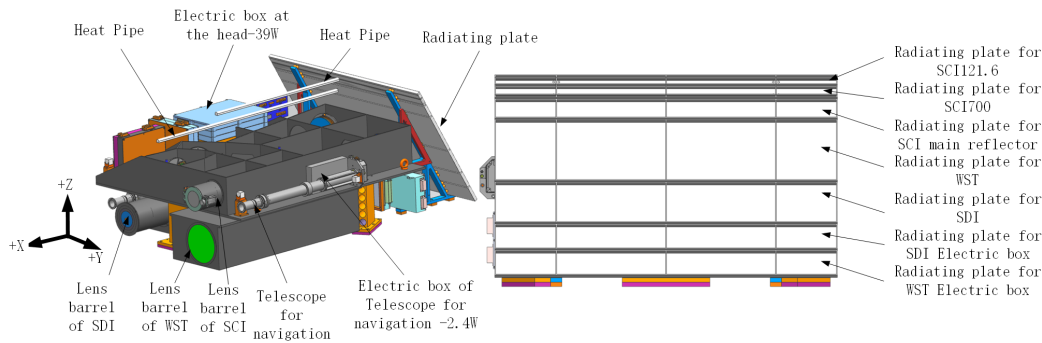 Electric box at
the head-39W
Heat Pipe
Heat Pipe
Radiating plate
Heat Pipe
+Z
+X
+Y
Lens
barrel
of SDI
Lens
barrel
of WST
Lens
barrel
of SCI
Telescope
for
navigation
Electric box of
Telescope for
navigation -2.4W
Radiating plate for
SCI121.6
Radiating plate for
SCI700
Radiating plate for
SCI main reflector
Radiating plate for
WST
Radiating plate for
SDI
Radiating plate for
SDI Electric box
Radiating plate for
WST Electric box